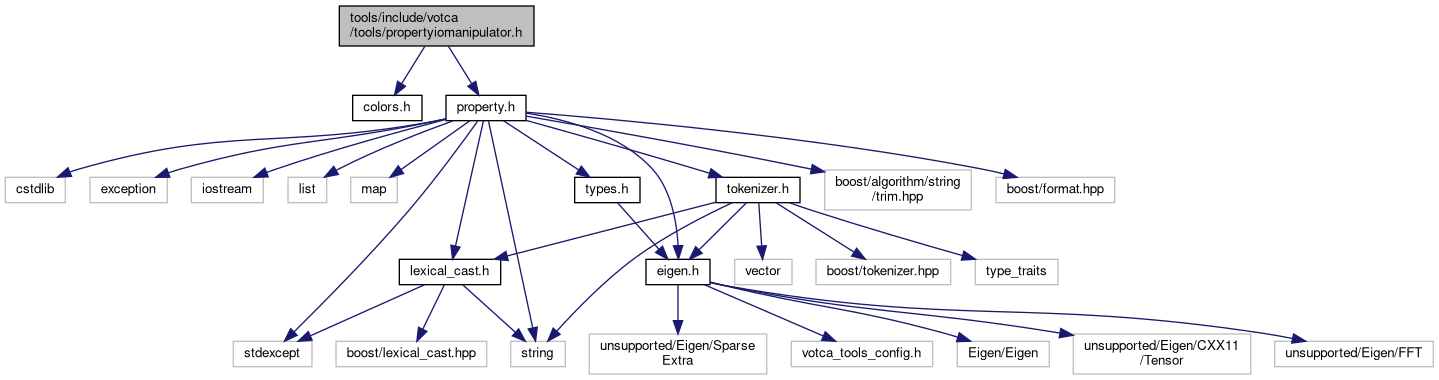 tools/include/votca
/tools/propertyiomanipulator.h
colors.h
property.h
cstdlib
exception
iostream
list
map
types.h
tokenizer.h
boost/algorithm/string
/trim.hpp
boost/format.hpp
lexical_cast.h
eigen.h
vector
boost/tokenizer.hpp
type_traits
stdexcept
boost/lexical_cast.hpp
string
unsupported/Eigen/Sparse
Extra
votca_tools_config.h
Eigen/Eigen
unsupported/Eigen/CXX11
/Tensor
unsupported/Eigen/FFT